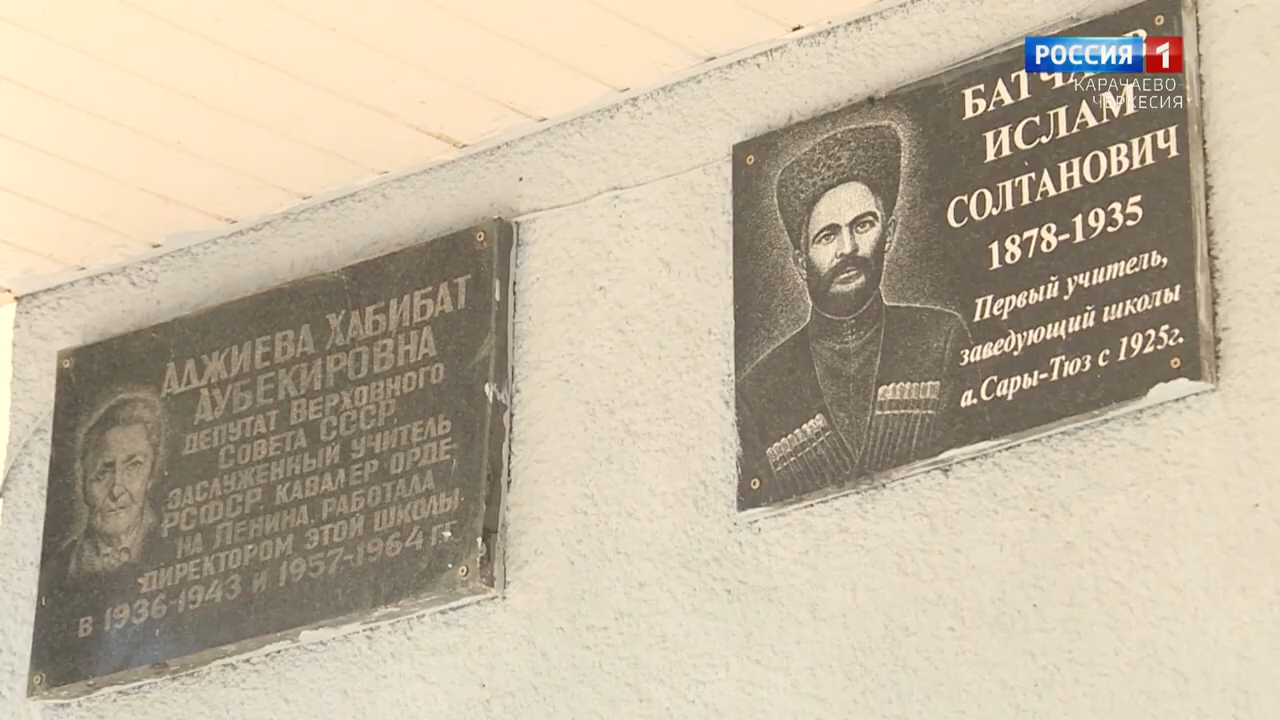 АДЖИЕВА ХАБИБАТ
АУБЕКИРОВНА
ДЕПУТАТ ВЕРХОВНОГО
СОВЕТА СССР,
ЗАСЛУЖЕННЫЙ УЧИТЕЛЬ
РСФСР, КАВАЛЕР ОРДЕ-
НА ЛЕНИНА, РАБОТАЛА
ДИРЕКТОРОМ ЭТОЙ ШКОЛЫ
В 1936-1943 И 1957-1964 ГГ.
ИСЛАМ
СОЛТАНОВИЧ
1878-1935
Первый учитель,
заведующий школы
а.Сары-Тюз с 1925г.
РОССИЯ 1
КАРАЧАЕВО
ЧЕРКЕСИЯ